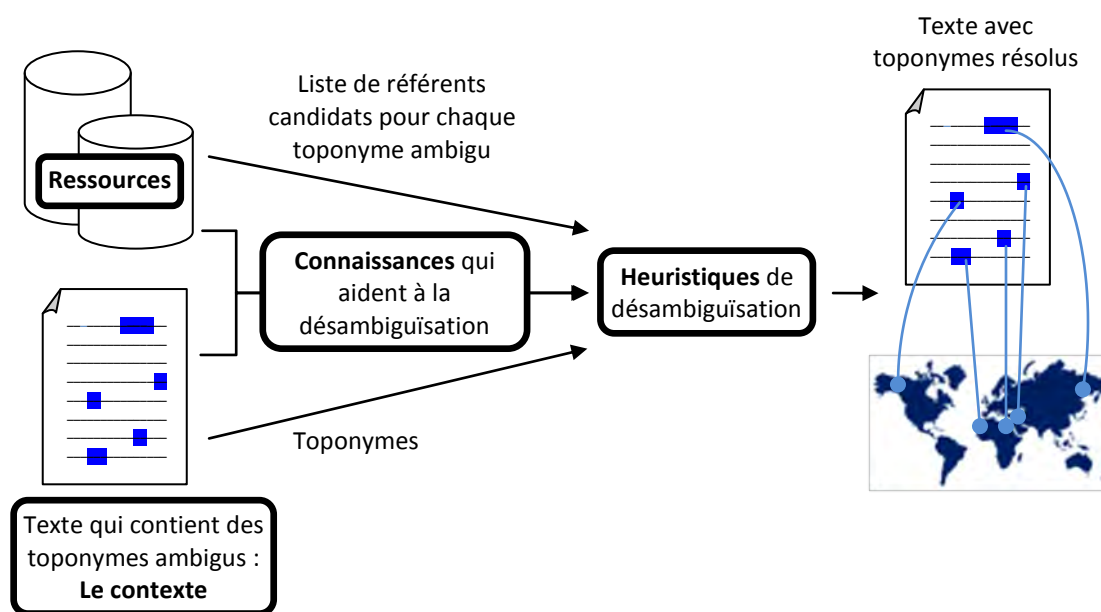 Texte avec
toponymes résolus
Liste de référents
candidats pour chaque
toponyme ambigu
Ressources
Connaissances qui
aident à la
désambiguïsation
Heuristiques de
désambiguïsation
Toponymes
Texte qui contient des
toponymes ambigus :
Le contexte